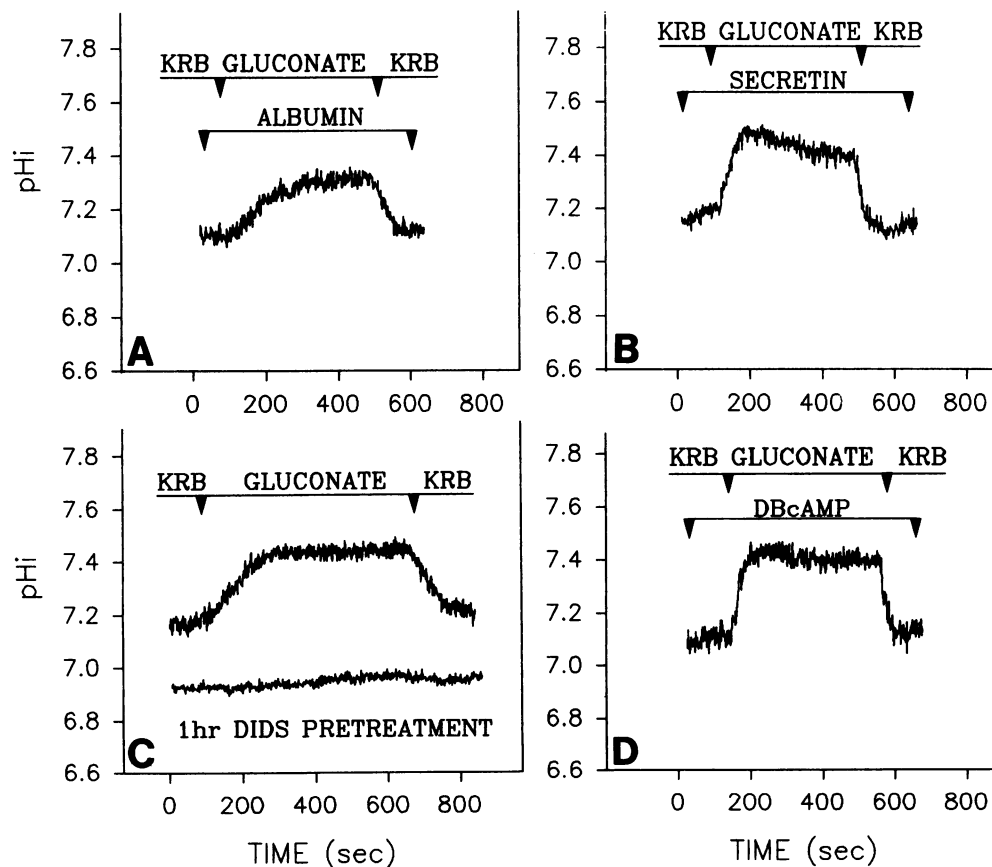 KRB GLUCONATE KRB
ALBUMIN
pHi
7.8
7.6
7.4
7.2
7.0
6.8
6.6
A
0 200 400 600 800
KRB GLUCONATE KRB
SECRETIN
7.8
7.6
7.4
7.2
7.0
6.8
6.6
B
0 200 400 600 800
KRB GLUCONATE KRB
pHi
7.8
7.6
7.4
7.2
7.0
6.8
6.6
1hr DIDS PRETREATMENT
C
0 200 400 600 800
TIME (sec)
KRB GLUCONATE KRB
DBcAMP
7.8
7.6
7.4
7.2
7.0
6.8
6.6
D
0 200 400 600 800
TIME (sec)